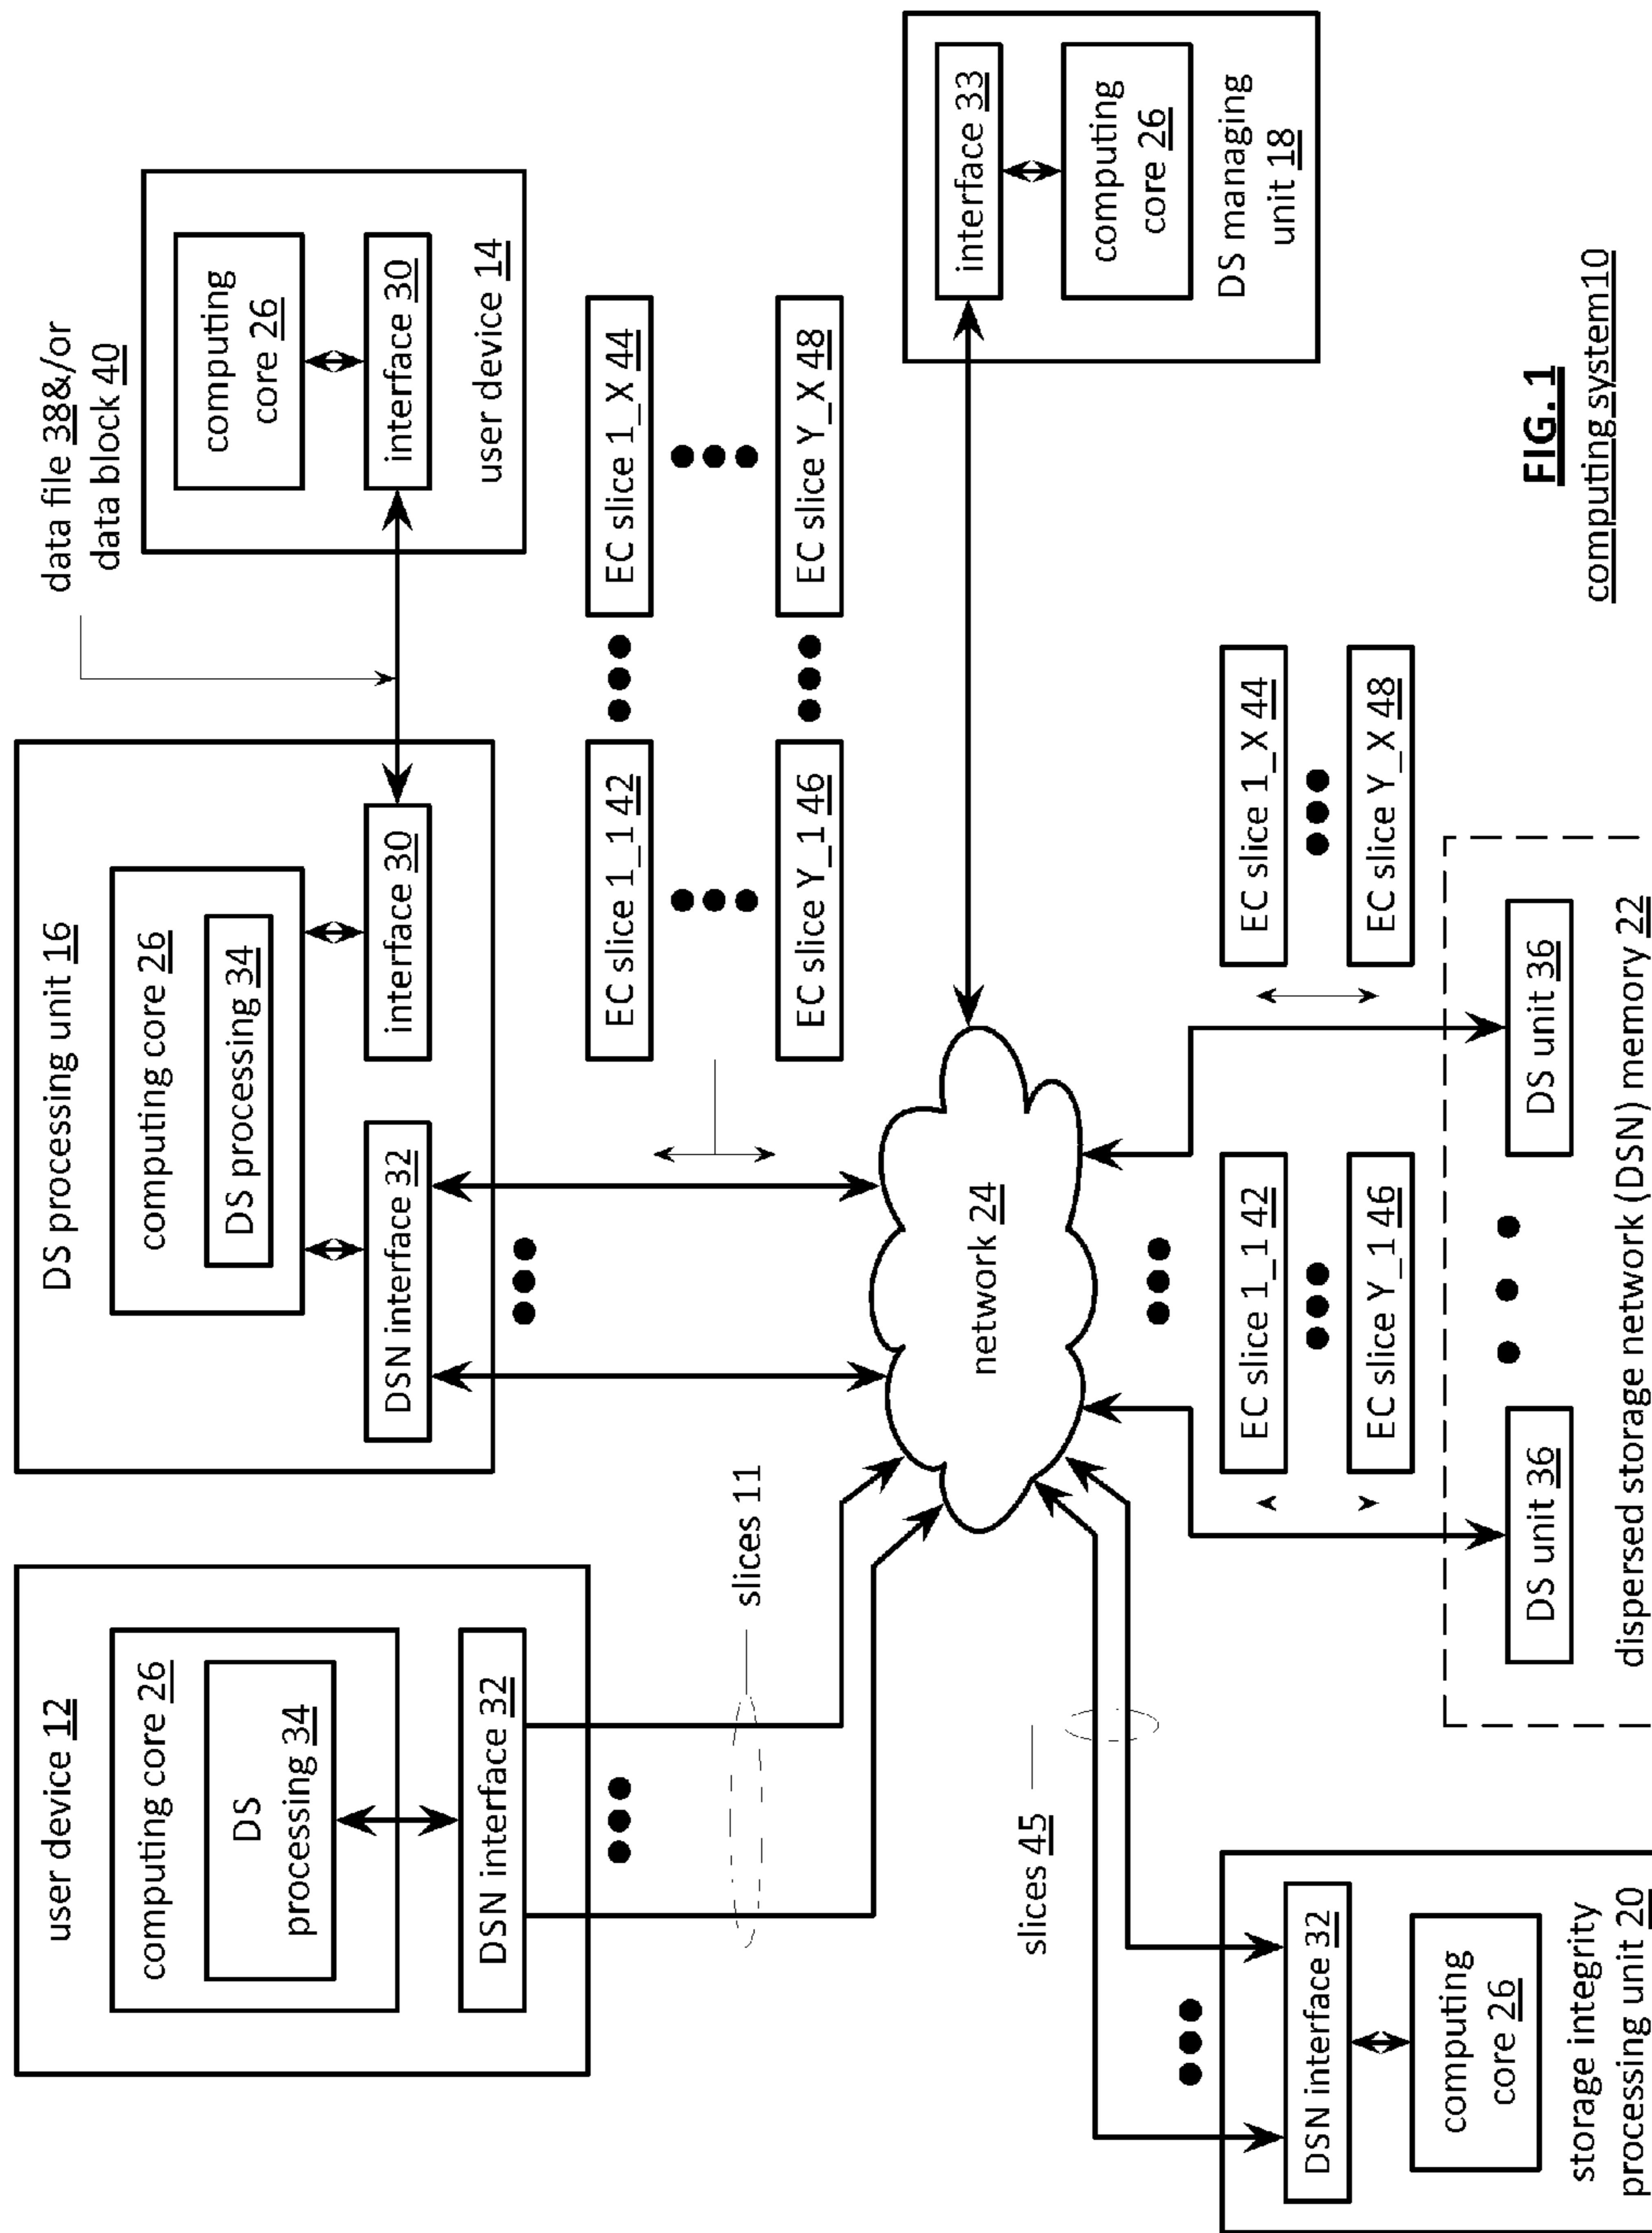 user device 12
computing core 26
DS
processing 34
DSN interface 32
slices 11
DS processing unit 16
computing core 26
DS processing 34
DSN interface 32
interface 30
data file 38&/or
data block 40
computing
core 26
interface 30
user device 14
EC slice 1_1 42
EC slice 1_X 44
EC slice Y_1 46
EC slice Y_X 48
network 24
interface 33
computing
core 26
DS managing
unit 18
slices 45
DSN interface 32
computing
core 26
storage integrity
processing unit 20
EC slice 1_1 42
EC slice Y_1 46
EC slice 1_X 44
EC slice Y_X 48
DS unit 36
DS unit 36
dispersed storage network (DSN) memory 22
FIG. 1
computing system10